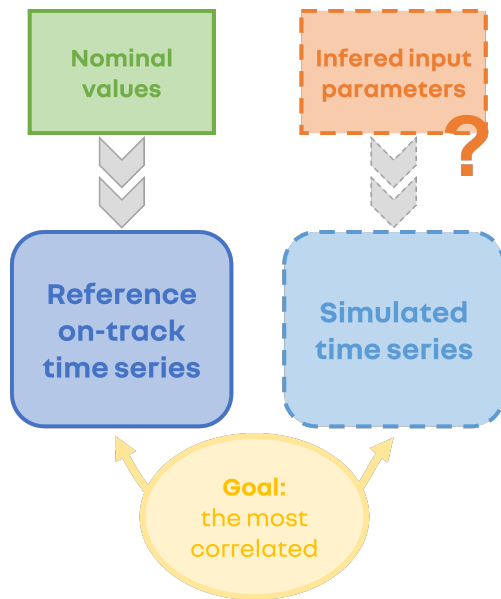 Nominal
values
Infered input
parameters
?
Reference
on-track
time series
Simulated
time series
Goal:
the most
correlated